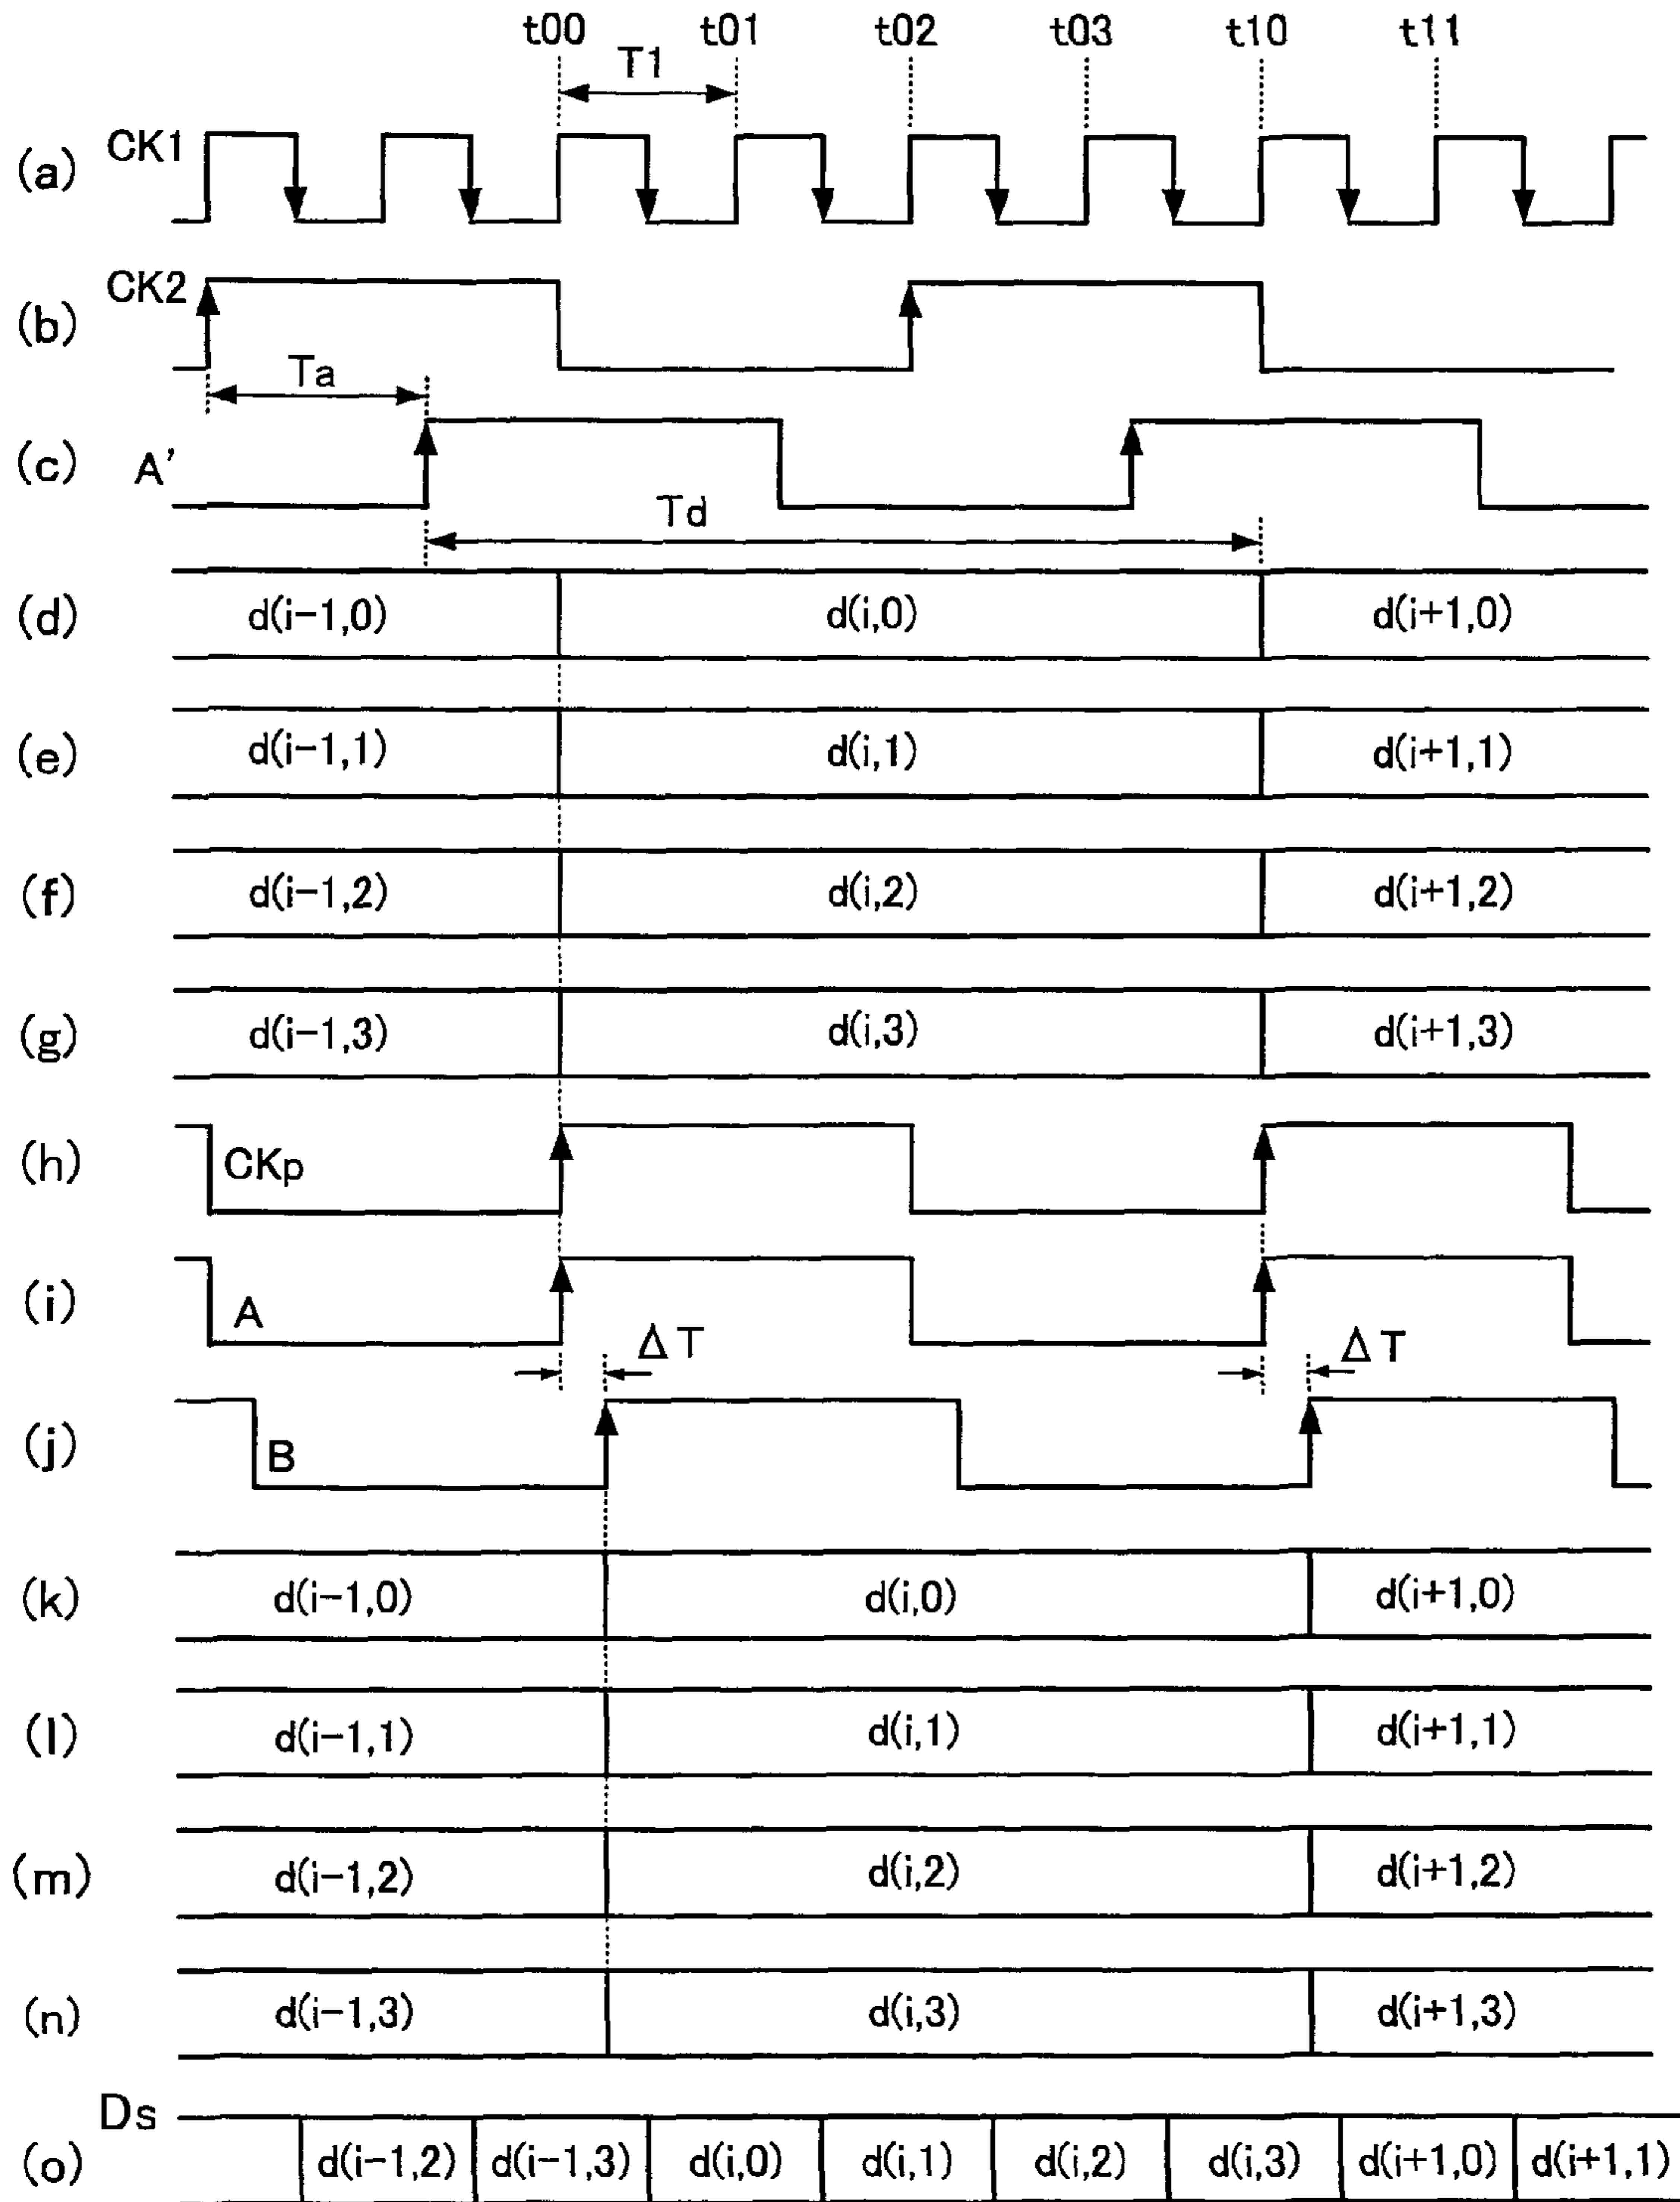 t00 t01 t02 t03 t10 t11
T1
(a) CK1
(b) CK2
Ta
(c) A'
Td
(d) d(i-1,0) d(i,0) d(i+1,0)
(e) d(i-1,1) d(i,1) d(i+1,1)
(f) d(i-1,2) d(i,2) d(i+1,2)
(g) d(i-1,3) d(i,3) d(i+1,3)
(h) CKp
(i) A
ΔT ΔT
(j) B
(k) d(i-1,0) d(i,0) d(i+1,0)
(l) d(i-1,1) d(i,1) d(i+1,1)
(m) d(i-1,2) d(i,2) d(i+1,2)
(n) d(i-1,3) d(i,3) d(i+1,3)
Ds
(o) d(i-1,2) d(i-1,3) d(i,0) d(i,1) d(i,2) d(i,3) d(i+1,0) d(i+1,1)